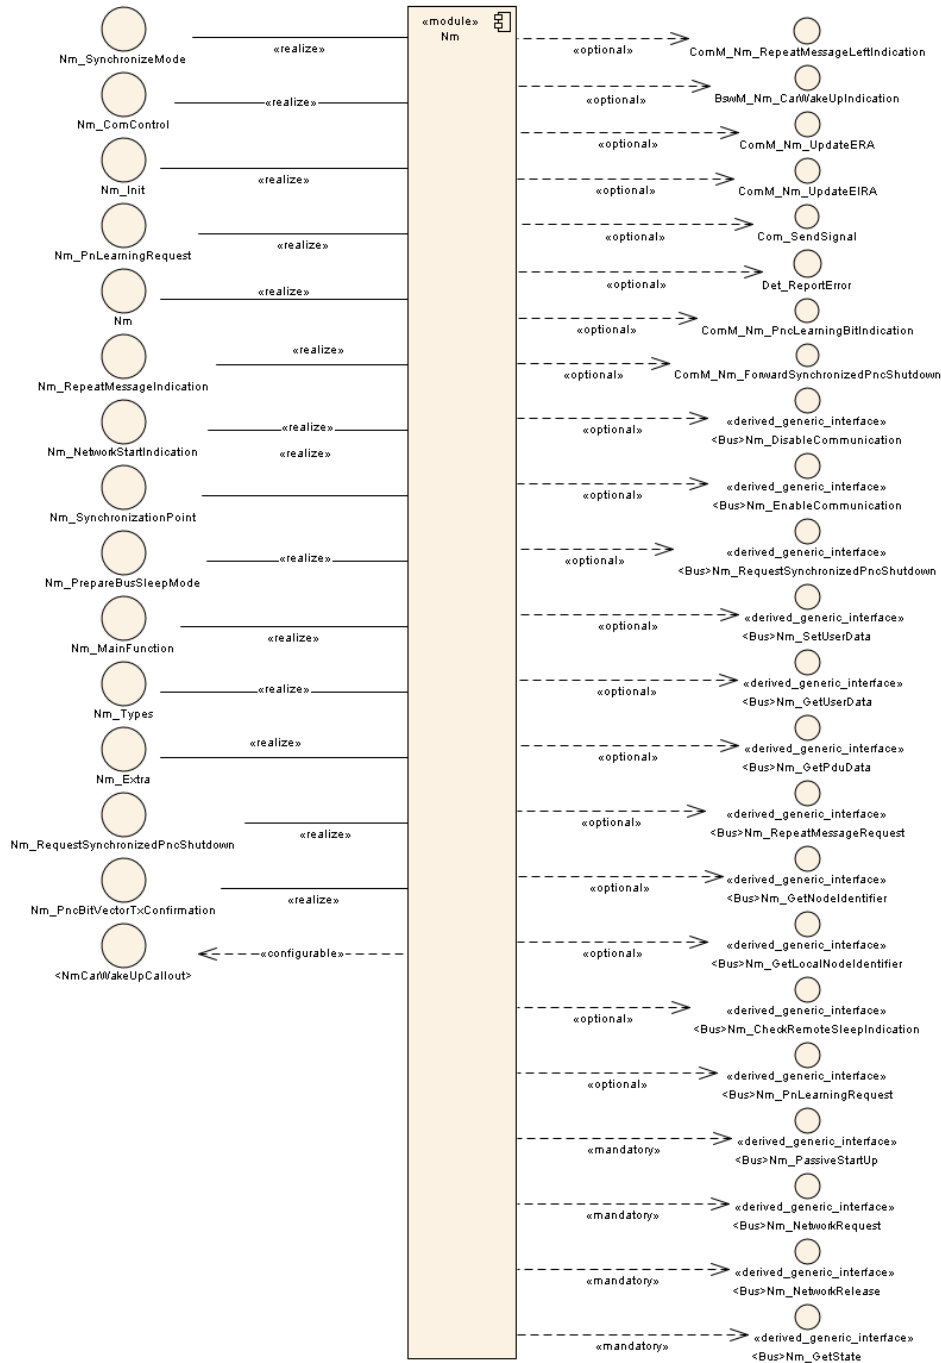 «module»
Nm
«realize»
Nm_SynchronizeMode
«realize»
Nm_ComControl
«realize»
Nm_Init
«realize»
Nm_PnLearningRequest
«realize»
Nm
«realize»
Nm_RepeatMessageIndication
«realize»
Nm_NetworkStartIndication
«realize»
Nm_SynchronizationPoint
«realize»
Nm_PrepareBusSleepMode
«realize»
Nm_MainFunction
«realize»
Nm_Types
«realize»
Nm_Extra
«realize»
Nm_RequestSynchronizedPncShutdown
«realize»
Nm_PncBitVectorTxConfirmation
«configurable»
<NmCarWakeUpCallout>
«optional»
ComM_Nm_RepeatMessageLeftIndication
«optional»
BswM_Nm_CarWakeUpIndication
«optional»
ComM_Nm_UpdateERA
«optional»
ComM_Nm_UpdateEIRA
«optional»
Com_SendSignal
«optional»
Det_ReportError
«optional»
ComM_Nm_PncLearningBitIndication
«optional»
ComM_Nm_ForwardSynchronizedPncShutdown
«optional»
«derived_generic_interface»
<Bus>Nm_DisableCommunication
«optional»
«derived_generic_interface»
<Bus>Nm_EnableCommunication
«optional»
«derived_generic_interface»
<Bus>Nm_RequestSynchronizedPncShutdown
«optional»
«derived_generic_interface»
<Bus>Nm_SetUserData
«optional»
«derived_generic_interface»
<Bus>Nm_GetUserData
«optional»
«derived_generic_interface»
<Bus>Nm_GetPduData
«optional»
«derived_generic_interface»
<Bus>Nm_RepeatMessageRequest
«optional»
«derived_generic_interface»
<Bus>Nm_GetNodeIdentifier
«optional»
«derived_generic_interface»
<Bus>Nm_GetLocalNodeIdentifier
«optional»
«derived_generic_interface»
<Bus>Nm_CheckRemoteSleepIndication
«optional»
«derived_generic_interface»
<Bus>Nm_PnLearningRequest
«mandatory»
«derived_generic_interface»
<Bus>Nm_PassiveStartUp
«mandatory»
«derived_generic_interface»
<Bus>Nm_NetworkRequest
«mandatory»
«derived_generic_interface»
<Bus>Nm_NetworkRelease
«mandatory»
«derived_generic_interface»
<Bus>Nm_GetState